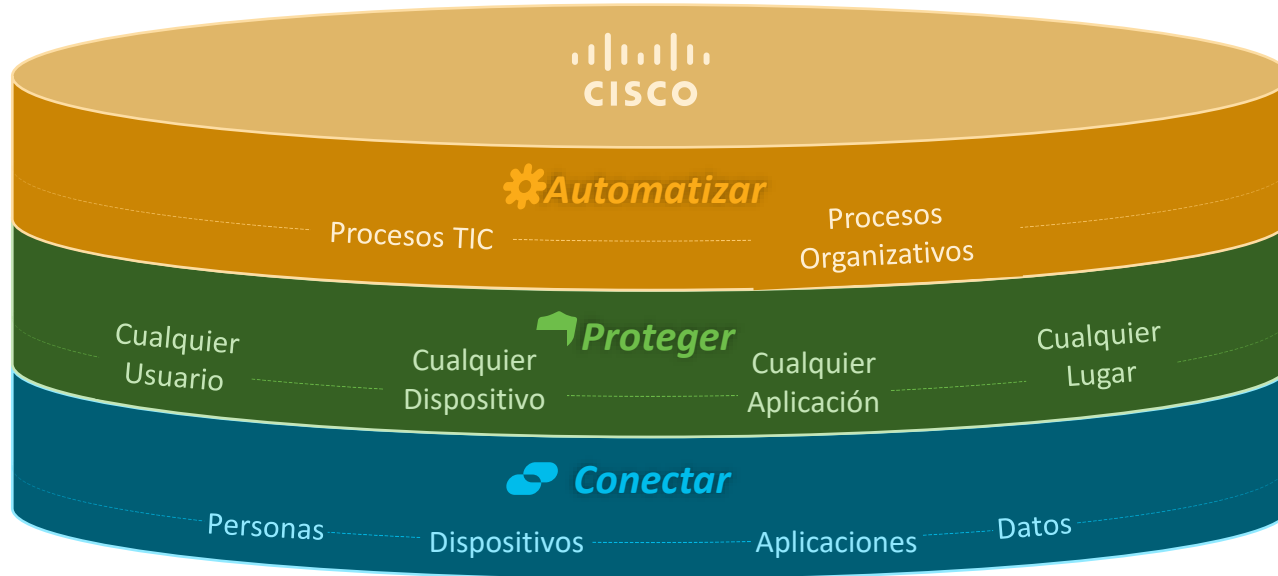 CISCO
Automatizar
Procesos TIC
Procesos
Organizativos
Proteger
Cualquier
Usuario
Cualquier
Dispositivo
Cualquier
Aplicación
Cualquier
Lugar
Conectar
Personas
Dispositivos
Aplicaciones
Datos